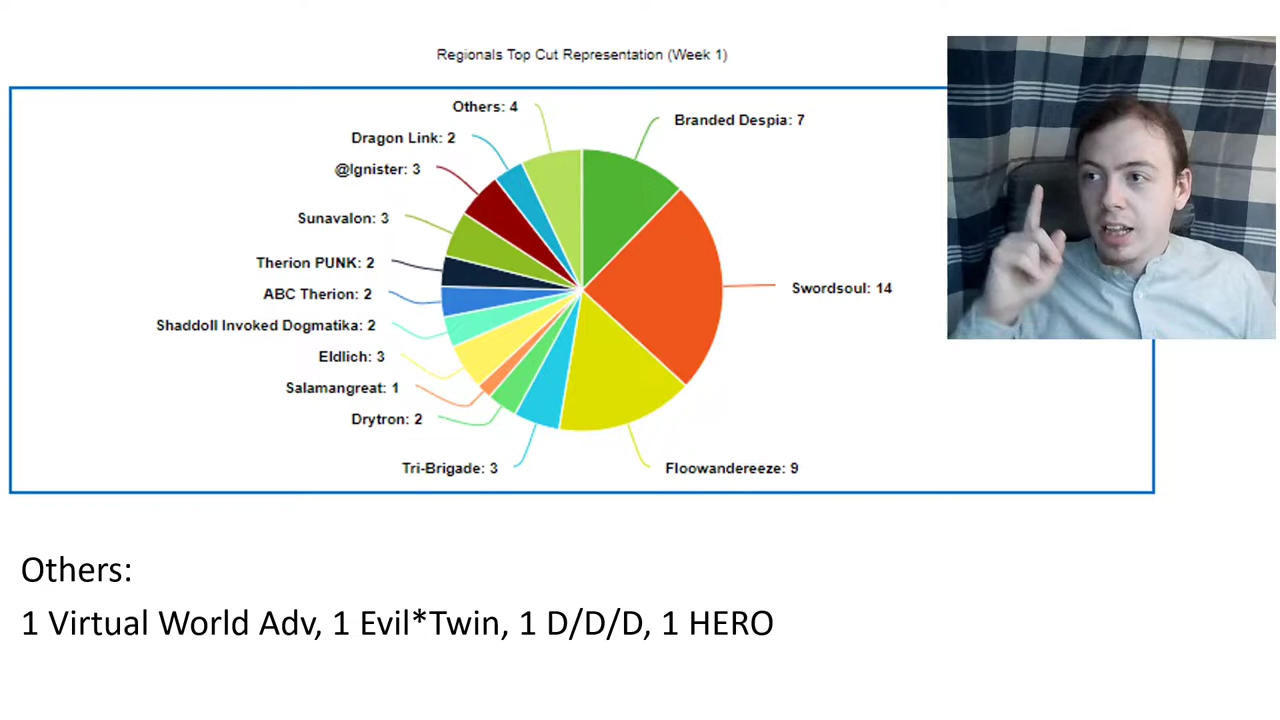 Regionals Top Cut Representation (Week 1)
Others: 4
Branded Despia: 7
Dragon Link: 2
@Ignister: 3
Sunavalon: 3
Therion PUNK: 2
Swordsoul: 14
ABC Therion: 2
Shaddoll Invoked Dogmatika: 2
Eldlich: 3
Salamangreat: 1
Drytron: 2
Tri-Brigade: 3
Floowandereeze: 9
Others:
1 Virtual World Adv, 1 Evil*Twin, 1 D/D/D, 1 HERO